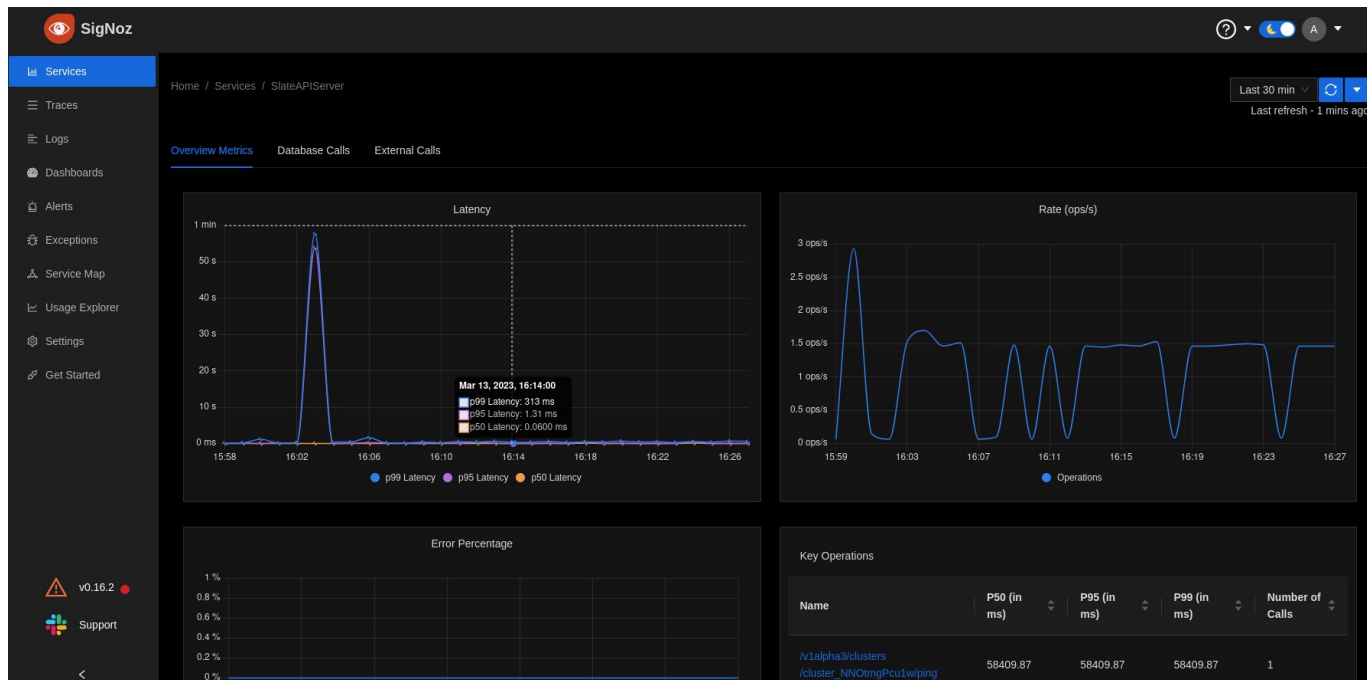 SigNoz
A
Services
Traces
Logs
Dashboards
Alerts
Exceptions
Service Map
Usage Explorer
Settings
Get Started
v0.16.2
Support
Home / Services / SlateAPIServer
Last 30 min
Last refresh - 1 mins ago
Overview Metrics Database Calls External Calls
Latency
1 min
50 s
40 s
30 s
20 s
10 s
0 ms
Mar 13, 2023, 16:14:00
p99 Latency: 313 ms
p95 Latency: 1.31 ms
p50 Latency: 0.0600 ms
15:58 16:02 16:06 16:10 16:14 16:18 16:22 16:26
p99 Latency p95 Latency p50 Latency
Rate (ops/s)
3 ops/s
2.5 ops/s
2 ops/s
1.5 ops/s
1 ops/s
0.5 ops/s
0 ops/s
15:59 16:03 16:07 16:11 16:15 16:19 16:23 16:27
Operations
Error Percentage
1 %
0.8 %
0.6 %
0.4 %
0.2 %
0 %
Key Operations
Name P50 (in ms) P95 (in ms) P99 (in ms) Number of Calls
/v1alpha3/clusters
/cluster_NNOtmgPcu1w/ping
58409.87 58409.87 58409.87 1